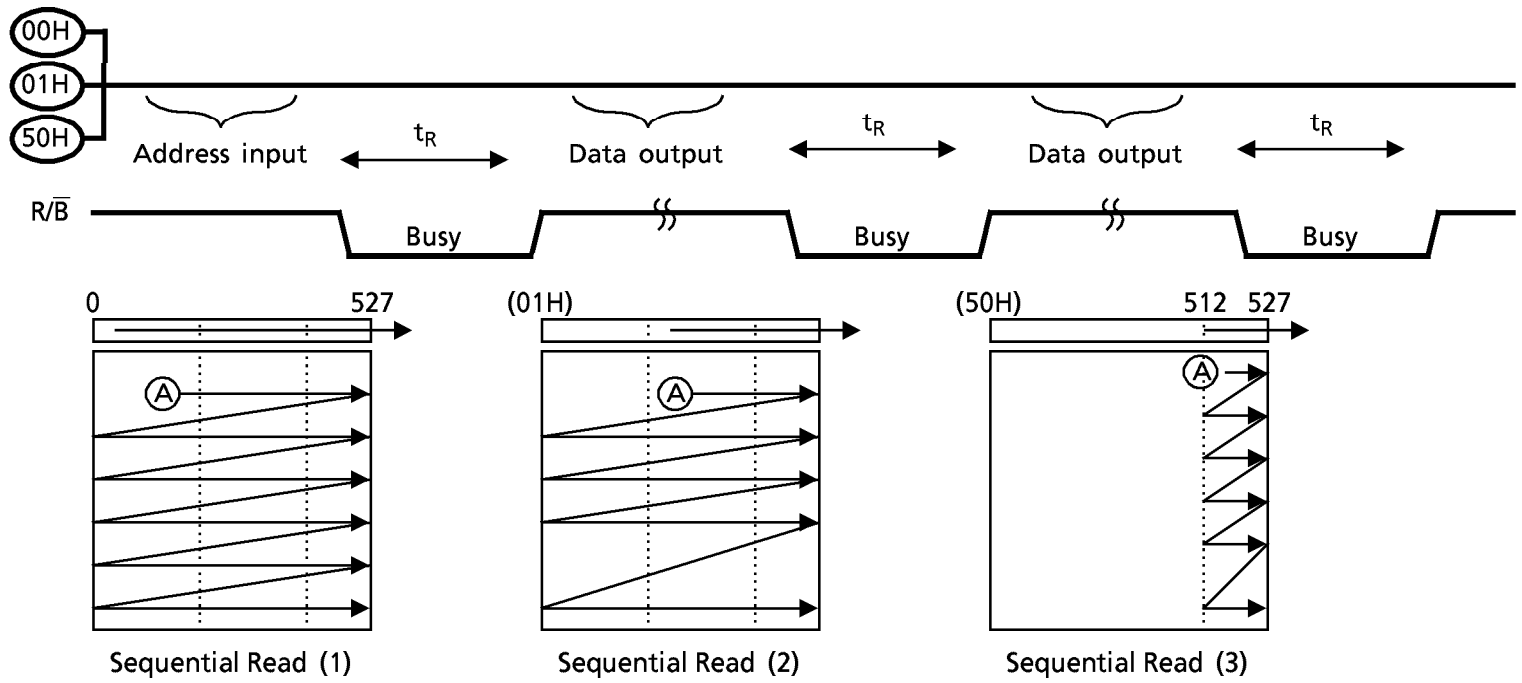 00H
01H
50H
Address input
tR
Data output
tR
Data output
tR
R/B̅
Busy
Busy
Busy
0 527
(01H)
(50H) 512 527
A
A
A
Sequential Read (1)
Sequential Read (2)
Sequential Read (3)